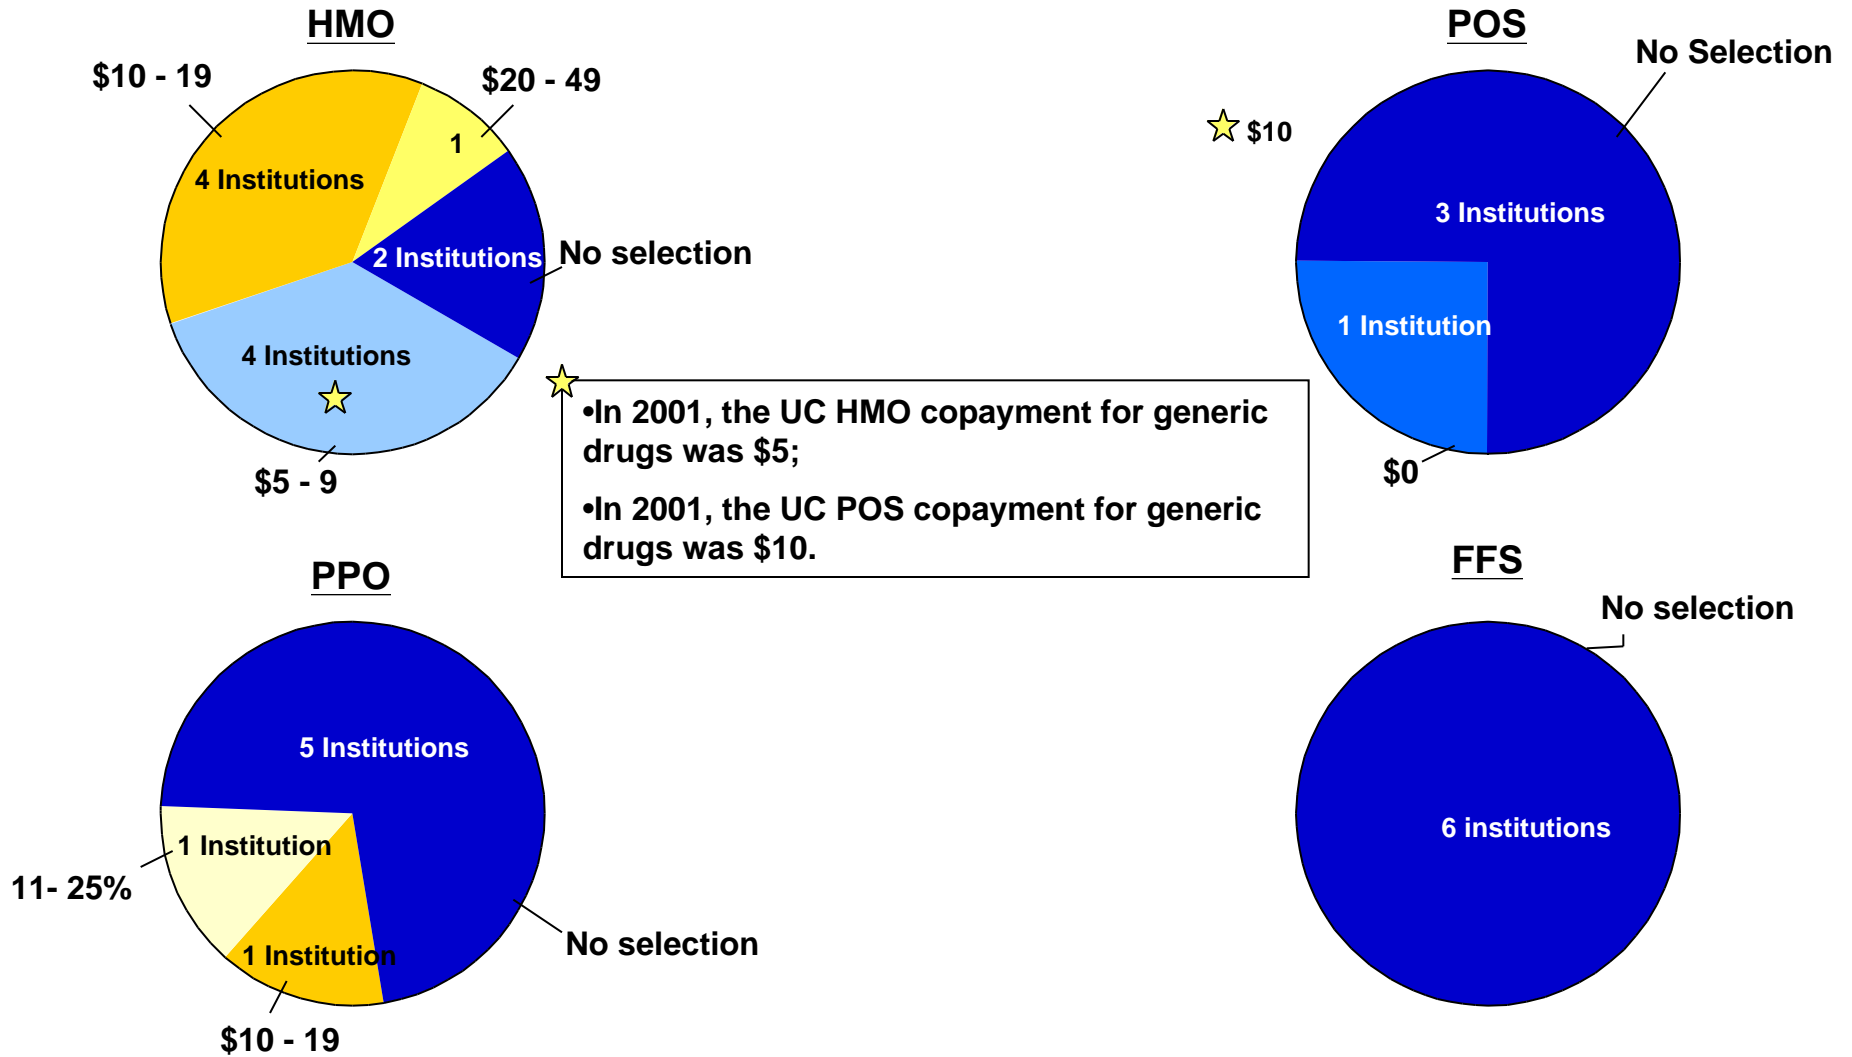 HMO
$10 - 19
$20 - 49
1
4 Institutions
2 Institutions
No selection
4 Institutions
$5 - 9
POS
No Selection
$10
3 Institutions
1 Institution
$0
•In 2001, the UC HMO copayment for generic
drugs was $5;
•In 2001, the UC POS copayment for generic
drugs was $10.
PPO
5 Institutions
1 Institution
11- 25%
1 Institution
No selection
$10 - 19
FFS
No selection
6 institutions